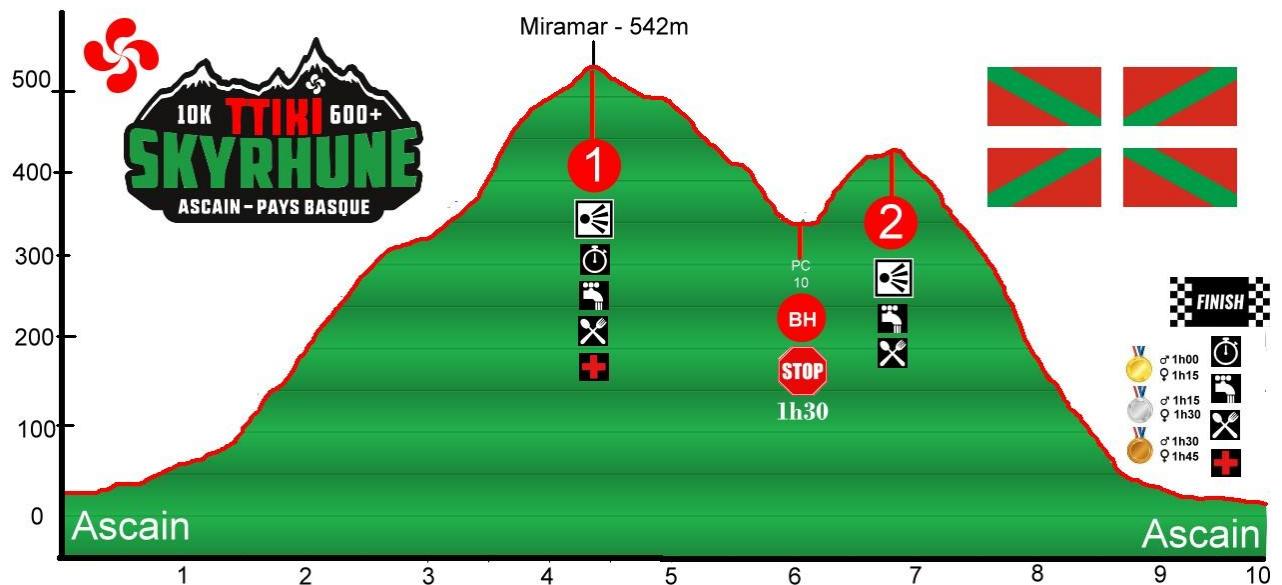 Miramar - 542m
10K TTIKI 600+
SKYRHUNE
ASCAIN - PAYS BASQUE
500
400
300
200
100
0
1
2
PC
10
BH
STOP
1h30
FINISH
♂ 1h00
♀ 1h15
♂ 1h15
♀ 1h30
♂ 1h30
♀ 1h45
Ascain
Ascain
1 2 3 4 5 6 7 8 9 10